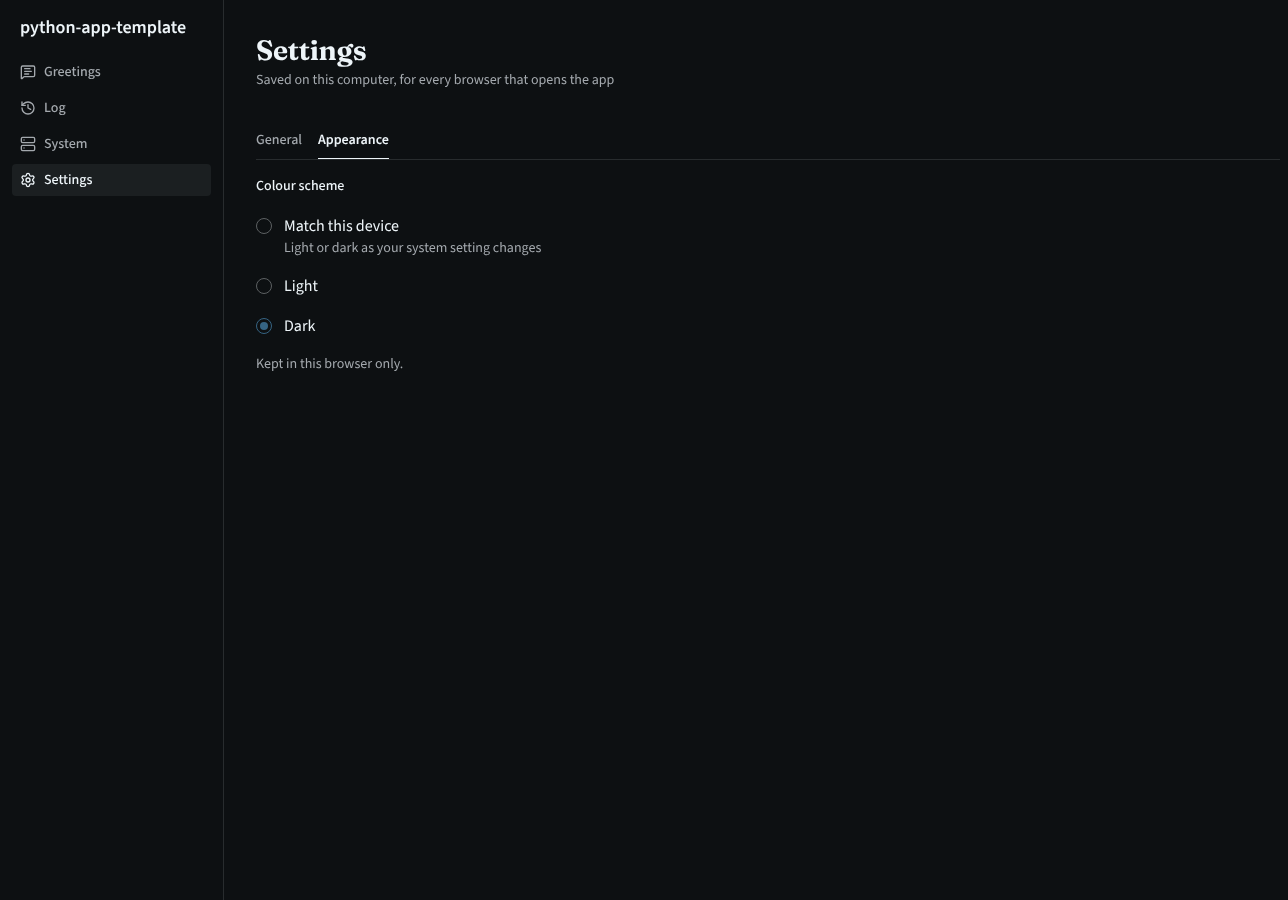 python-app-template
Greetings
Log
System
Settings
Settings
Saved on this computer, for every browser that opens the app
General
Appearance
Colour scheme
Match this device
Light or dark as your system setting changes
Light
Dark
Kept in this browser only.